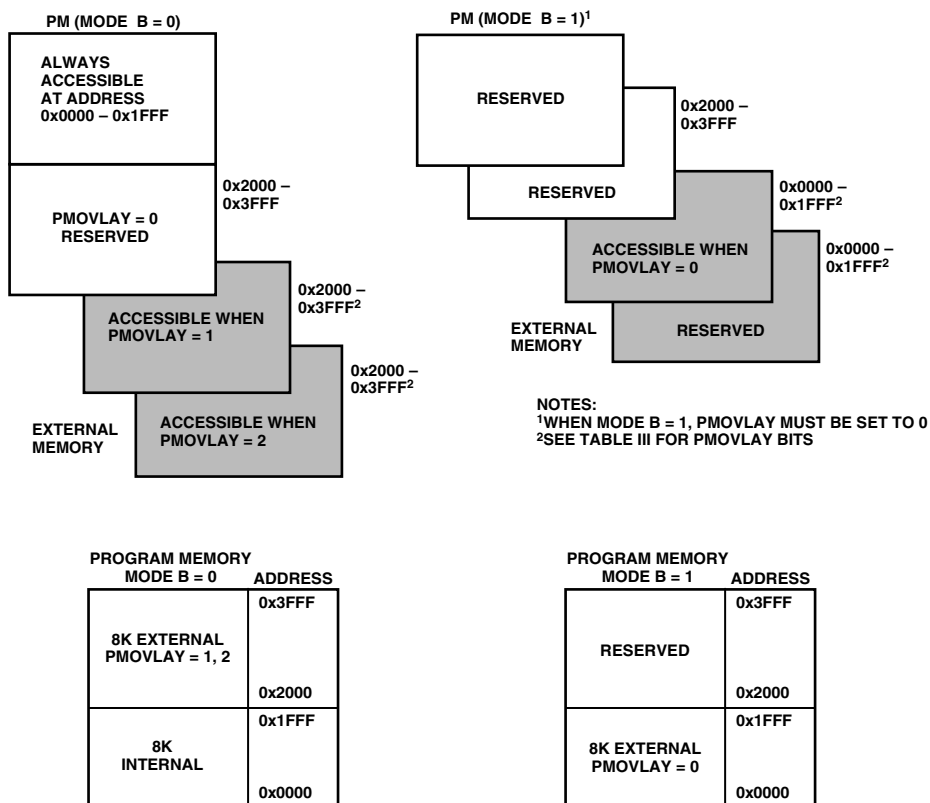 PM (MODE B = 0)
ALWAYS
ACCESSIBLE
AT ADDRESS
0x0000 – 0x1FFF
PMOVLAY = 0
RESERVED
0x2000 –
0x3FFF
ACCESSIBLE WHEN
PMOVLAY = 1
0x2000 –
0x3FFF²
ACCESSIBLE WHEN
PMOVLAY = 2
0x2000 –
0x3FFF²
EXTERNAL
MEMORY
PM (MODE B = 1)¹
RESERVED
0x2000 –
0x3FFF
RESERVED
0x0000 –
0x1FFF²
ACCESSIBLE WHEN
PMOVLAY = 0
0x0000 –
0x1FFF²
RESERVED
EXTERNAL
MEMORY
NOTES:
¹WHEN MODE B = 1, PMOVLAY MUST BE SET TO 0
²SEE TABLE III FOR PMOVLAY BITS
PROGRAM MEMORY
MODE B = 0 ADDRESS
0x3FFF
8K EXTERNAL
PMOVLAY = 1, 2
0x2000
0x1FFF
8K
INTERNAL
0x0000
PROGRAM MEMORY
MODE B = 1 ADDRESS
0x3FFF
RESERVED
0x2000
0x1FFF
8K EXTERNAL
PMOVLAY = 0
0x0000